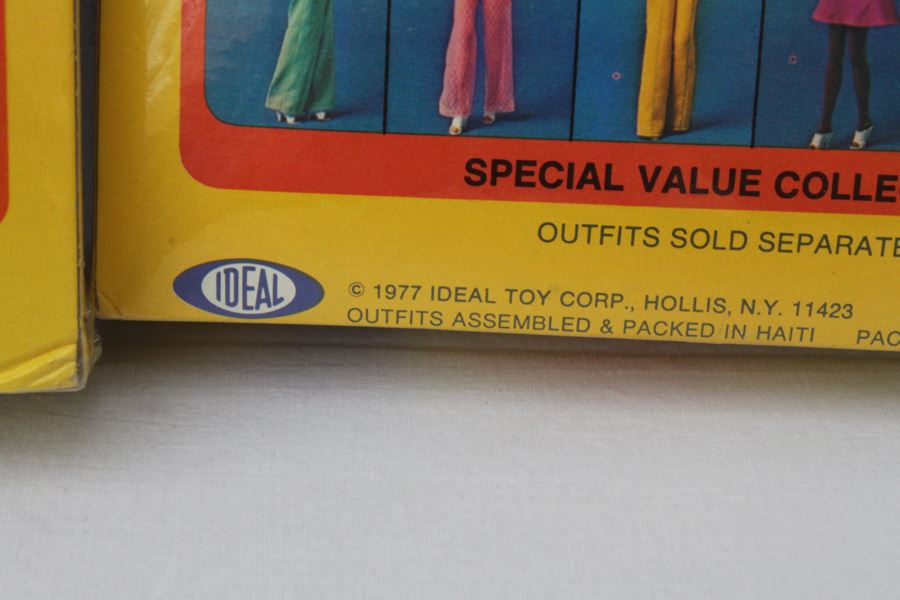 SPECIAL VALUE COLLE
OUTFITS SOLD SEPARATE
IDEAL
© 1977 IDEAL TOY CORP., HOLLIS, N.Y. 11423
OUTFITS ASSEMBLED & PACKED IN HAITI PAC